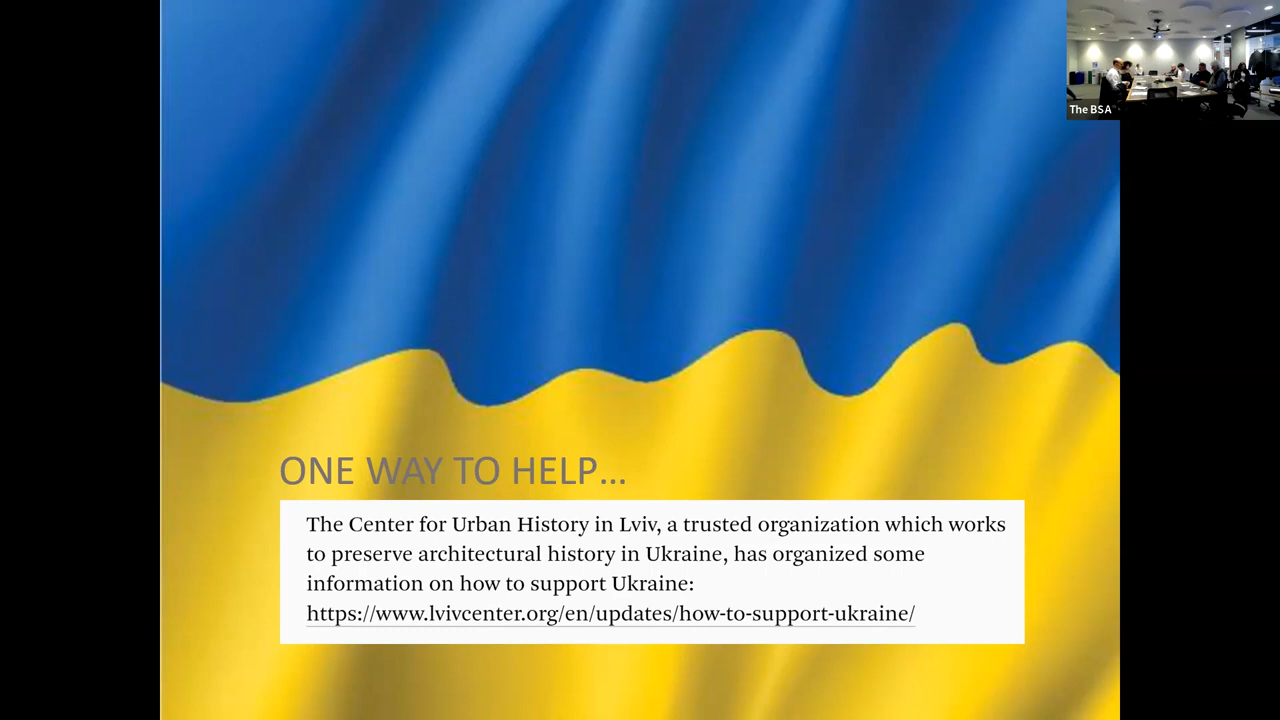 The BSA
ONE WAY TO HELP...
The Center for Urban History in Lviv, a trusted organization which works
to preserve architectural history in Ukraine, has organized some
information on how to support Ukraine:
https://www.lvivcenter.org/en/updates/how-to-support-ukraine/